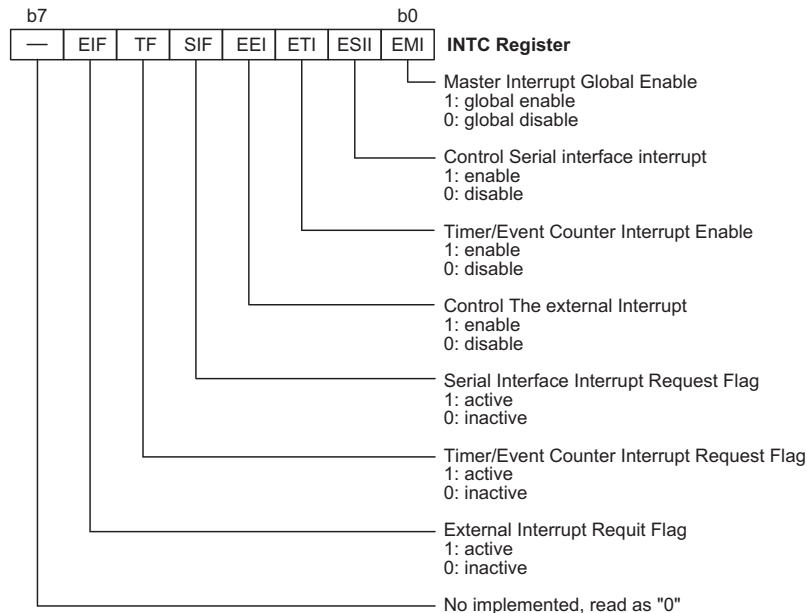 b7 b0
— EIF TF SIF EEI ETI ESII EMI INTC Register
Master Interrupt Global Enable
1: global enable
0: global disable
Control Serial interface interrupt
1: enable
0: disable
Timer/Event Counter Interrupt Enable
1: enable
0: disable
Control The external Interrupt
1: enable
0: disable
Serial Interface Interrupt Request Flag
1: active
0: inactive
Timer/Event Counter Interrupt Request Flag
1: active
0: inactive
External Interrupt Requit Flag
1: active
0: inactive
No implemented, read as "0"